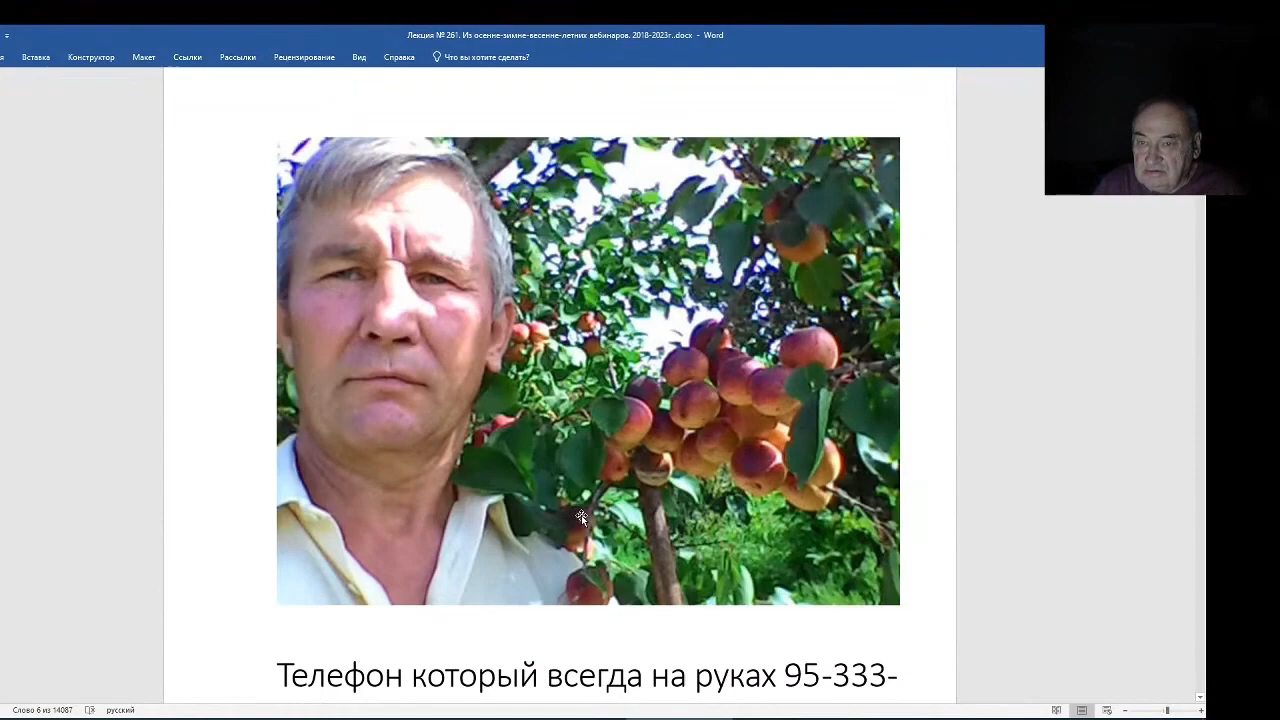 Лекция № 261. Из осенне-зимне-весенне-летних вебинаров. 2018-2023г..docx - Word
я Вставка Конструктор Макет Ссылки Рассылки Рецензирование Вид Справка Что вы хотите сделать?
Телефон который всегда на руках 95-333-
Слово 6 из 14087 русский